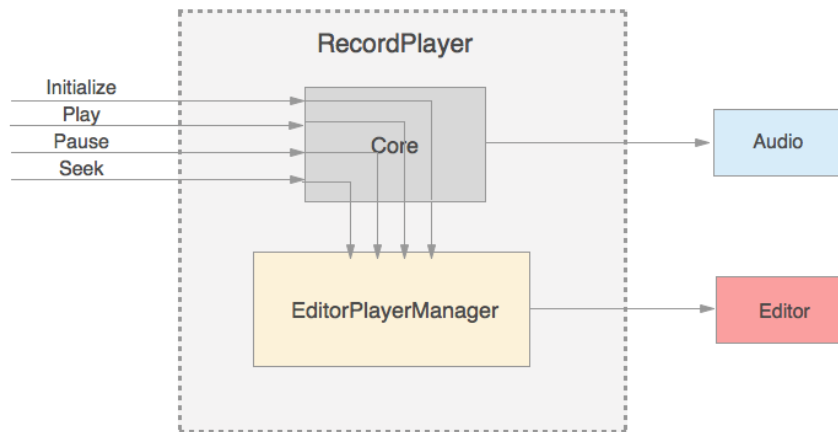 RecordPlayer
Initialize
Play
Pause
Seek
Core
Audio
EditorPlayerManager
Editor